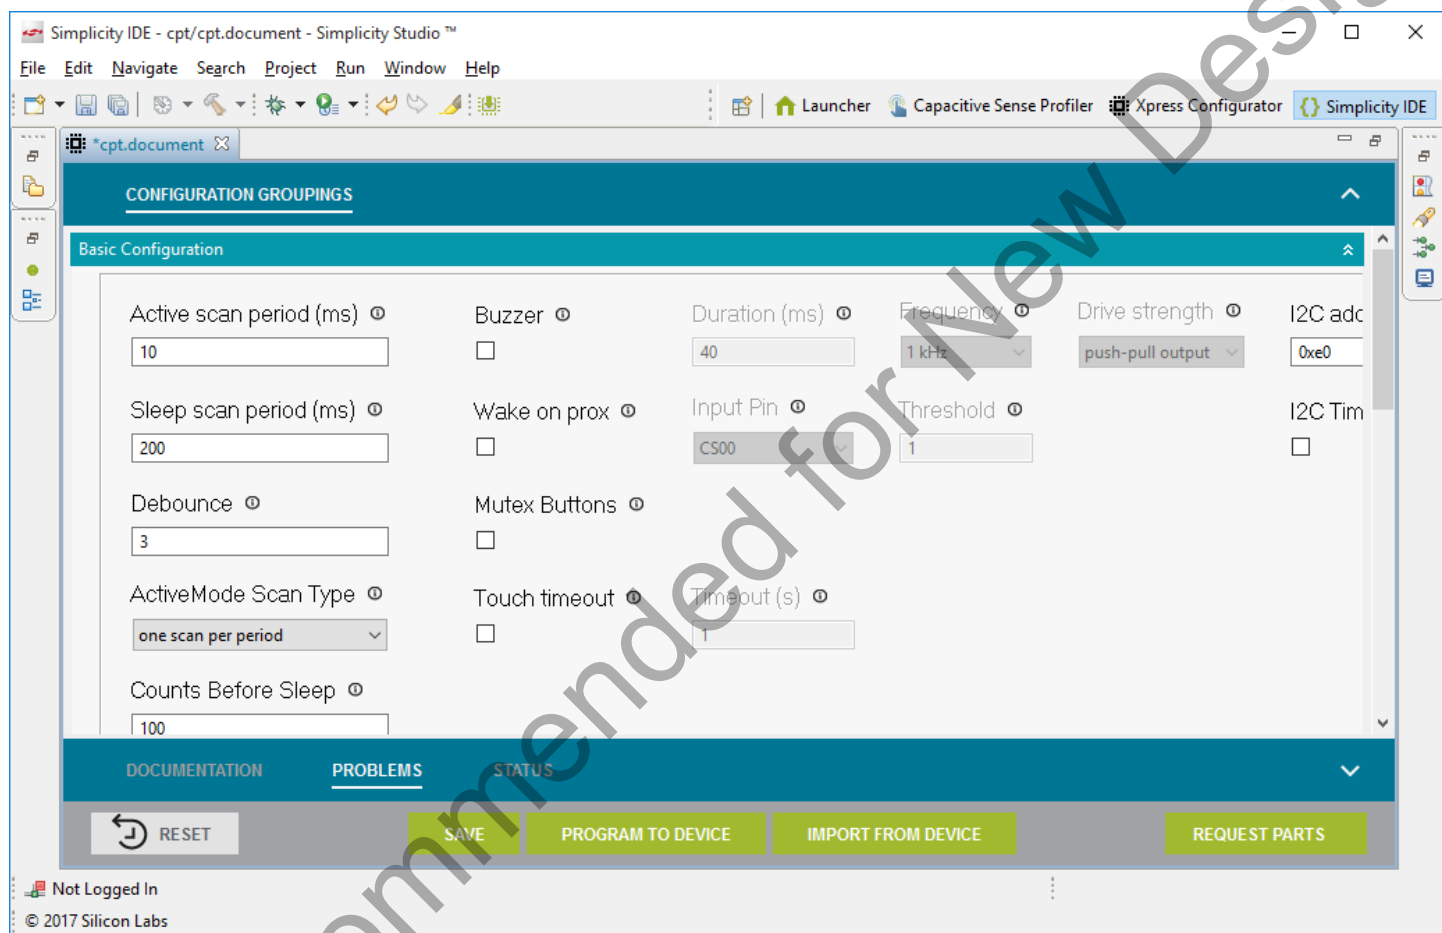 Simplicity IDE - cpt/cpt.document - Simplicity Studio ™
File Edit Navigate Search Project Run Window Help
Launcher Capacitive Sense Profiler Xpress Configurator {} Simplicity IDE
*cpt.document
CONFIGURATION GROUPINGS
Basic Configuration
Active scan period (ms) Buzzer Duration (ms) Frequency Drive strength I2C add
10 40 1 kHz push-pull output 0xe0
Sleep scan period (ms) Wake on prox Input Pin Threshold I2C Tim
200 CS00 1
Debounce Mutex Buttons
3
ActiveMode Scan Type Touch timeout Timeout (s)
one scan per period 1
Counts Before Sleep
100
DOCUMENTATION PROBLEMS STATUS
RESET SAVE PROGRAM TO DEVICE IMPORT FROM DEVICE REQUEST PARTS
Not Logged In
© 2017 Silicon Labs
ommended for New Desi